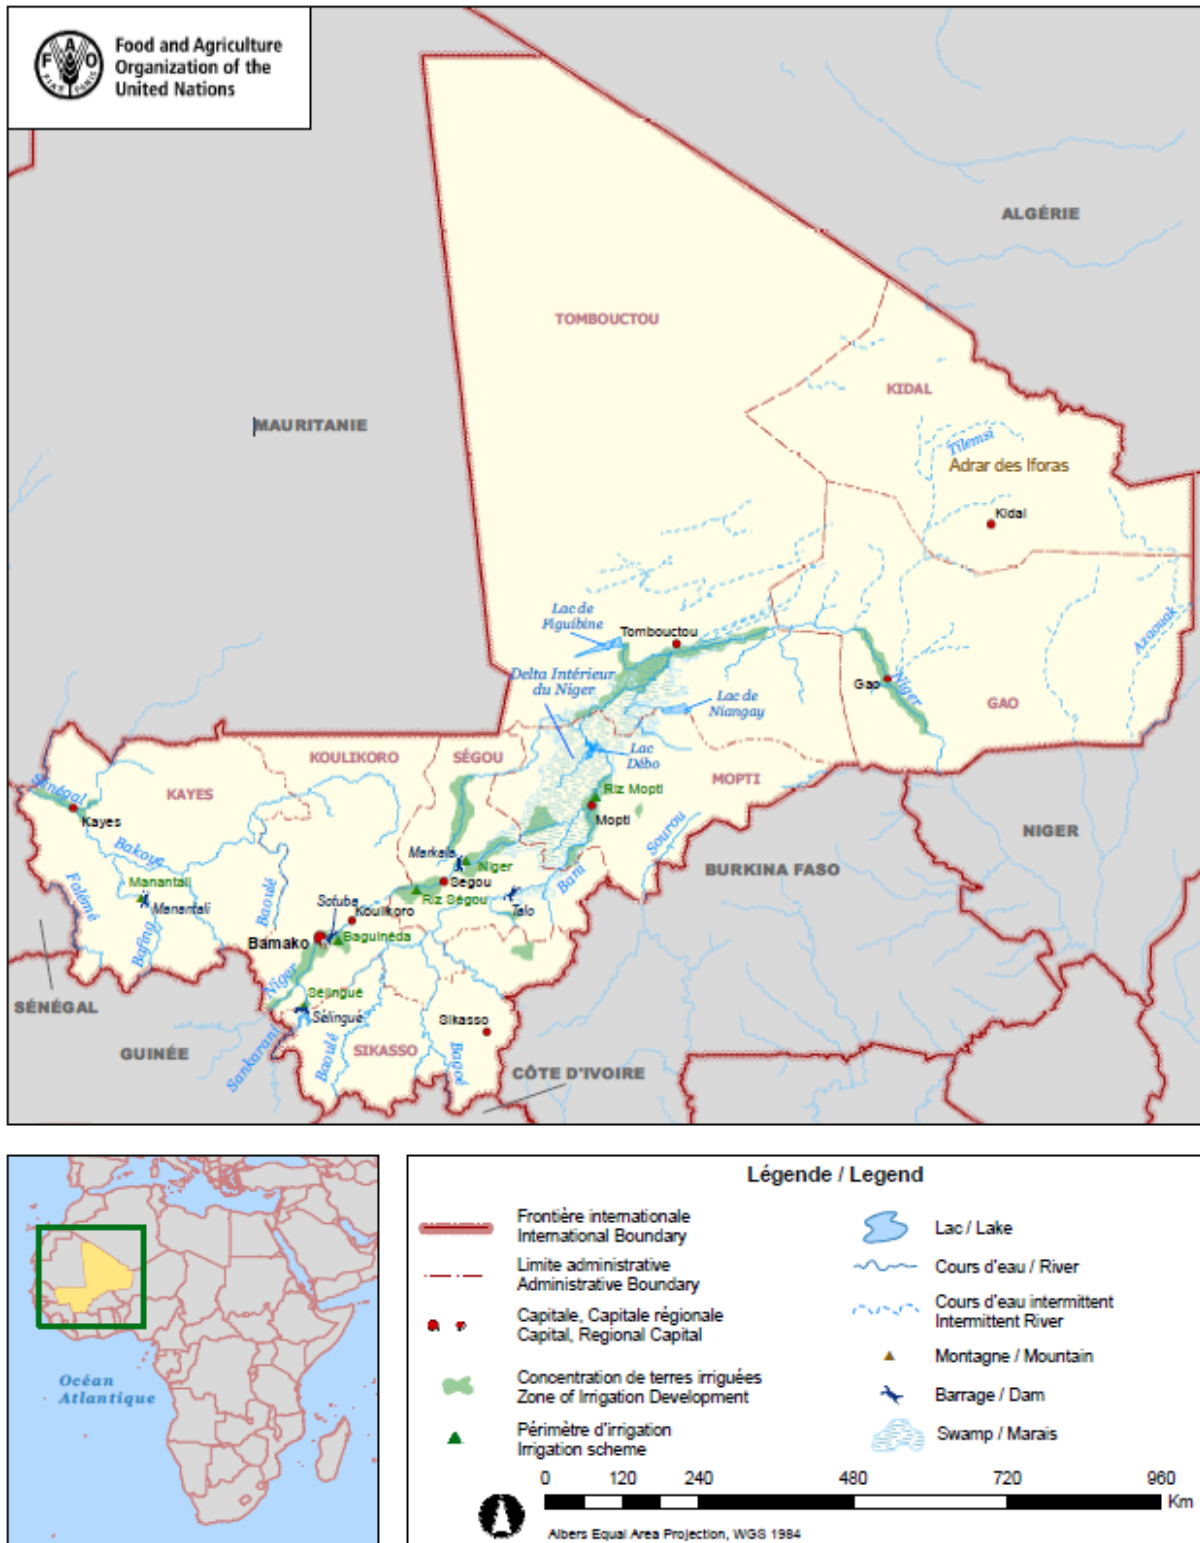 Food and Agriculture
Organization of the
United Nations
F A O
FIAT PANIS
ALGÉRIE
TOMBOUCTOU
KIDAL
MAURITANIE
Tilemsi
Adrar des Iforas
Kidal
Lac de
Figuibine
Tombouctou
Azaouak
Delta Intérieur
du Niger
Gao
Niger
Lac de
Niangay
GAO
KOULIKORO
SÉGOU
Lac
Débo
MOPTI
Sénégal
KAYES
Riz Mopti
Kayes
Mopti
Sourou
NIGER
Bakoye
Markala
Niger
BURKINA FASO
Manantali
Ségou
Bani
Falémé
Manantali
Baoulé
Sotuba
Riz Ségou
Talo
Koulikoro
Bafing
Bamako
Baguinéda
Niger
SÉNÉGAL
Sélingué
Sélingué
Sikasso
GUINÉE
Sankarani
Baoulé
SIKASSO
Bagoé
CÔTE D'IVOIRE
Océan
Atlantique
Légende / Legend
Frontière internationale
International Boundary
Limite administrative
Administrative Boundary
Capitale, Capitale régionale
Capital, Regional Capital
Concentration de terres irriguées
Zone of Irrigation Development
Périmètre d'irrigation
Irrigation scheme
Lac / Lake
Cours d'eau / River
Cours d'eau intermittent
Intermittent River
Montagne / Mountain
Barrage / Dam
Swamp / Marais
0 120 240 480 720 960
Km
Albers Equal Area Projection, WGS 1984